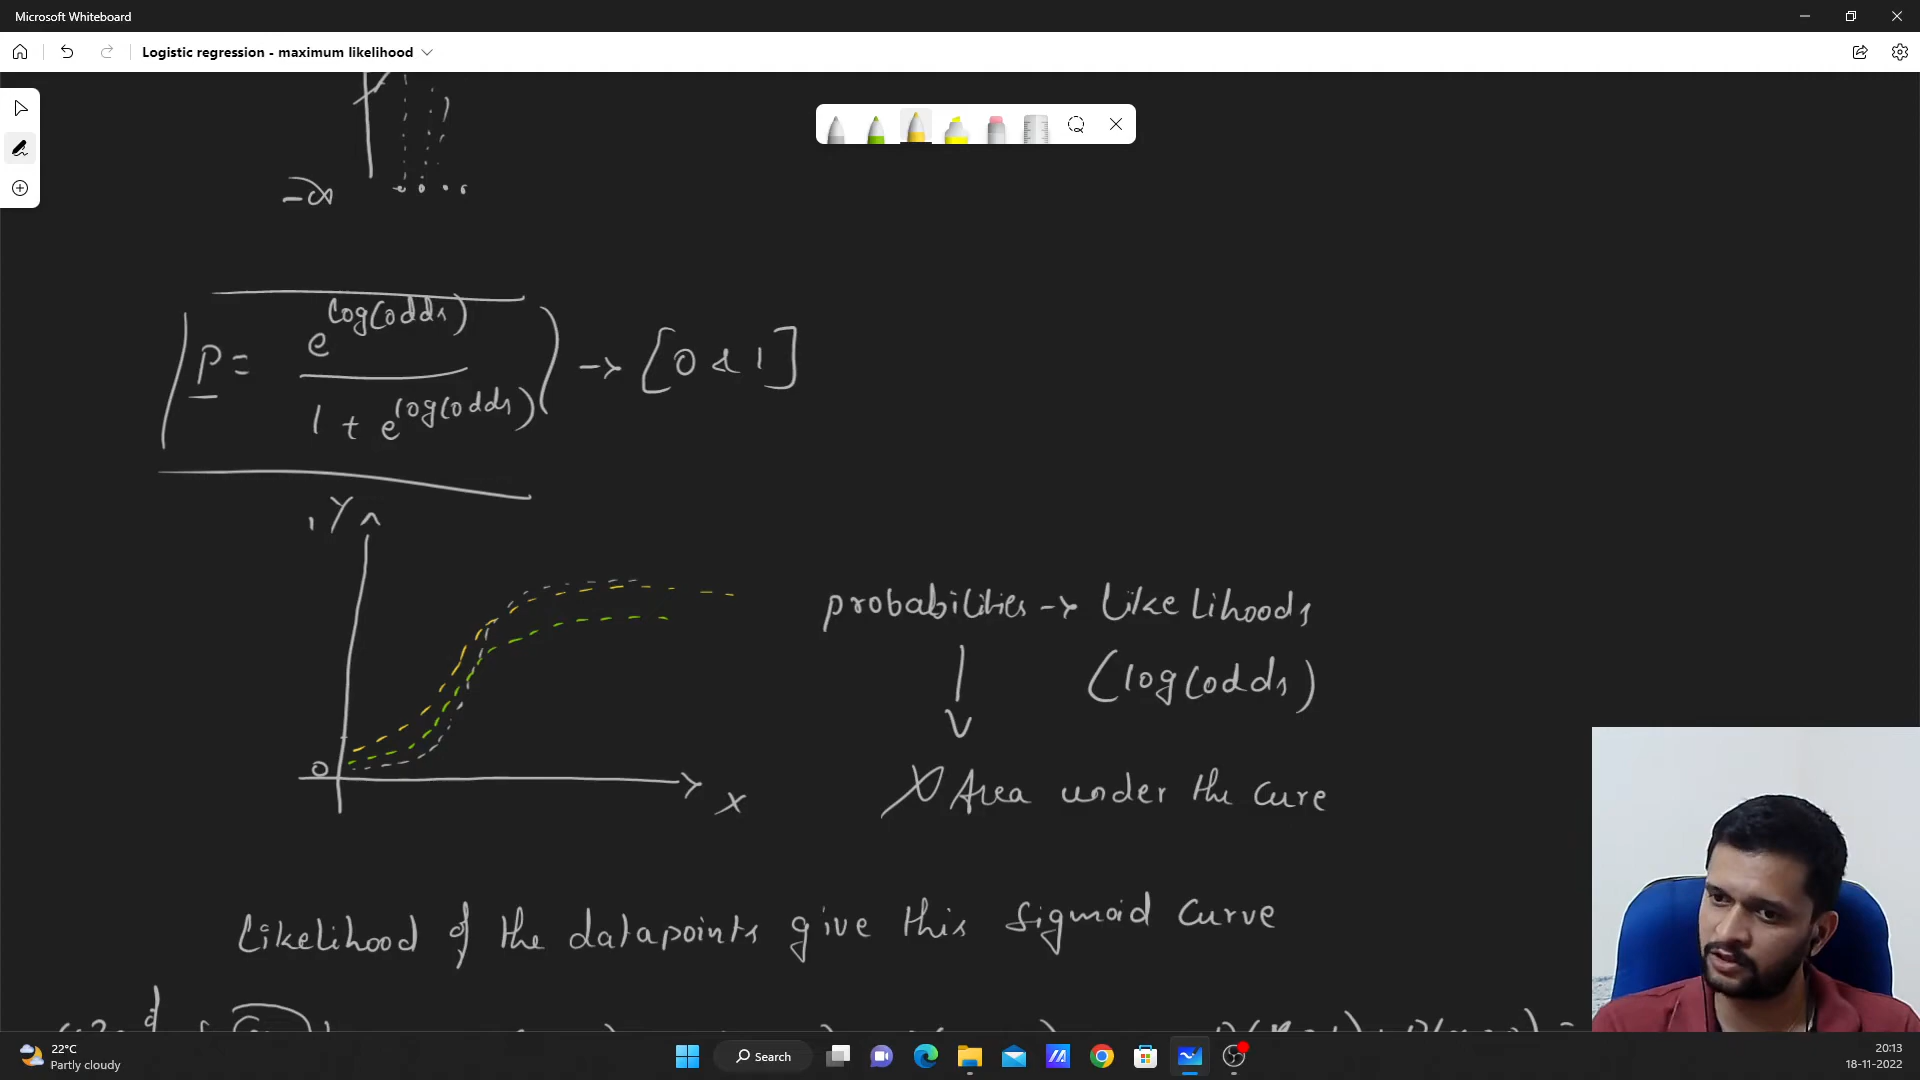 Microsoft Whiteboard
Logistic regression - maximum likelihood
-∞
P = e^log(odds) / 1 + e^log(odds) -> [0 & 1]
Y
0
X
probabilities -> Likelihoods
(log(odds)
X Area under the cure
Likelihood of the datapoints give this sigmoid curve
22°C
Partly cloudy
Search
20:13
18-11-2022